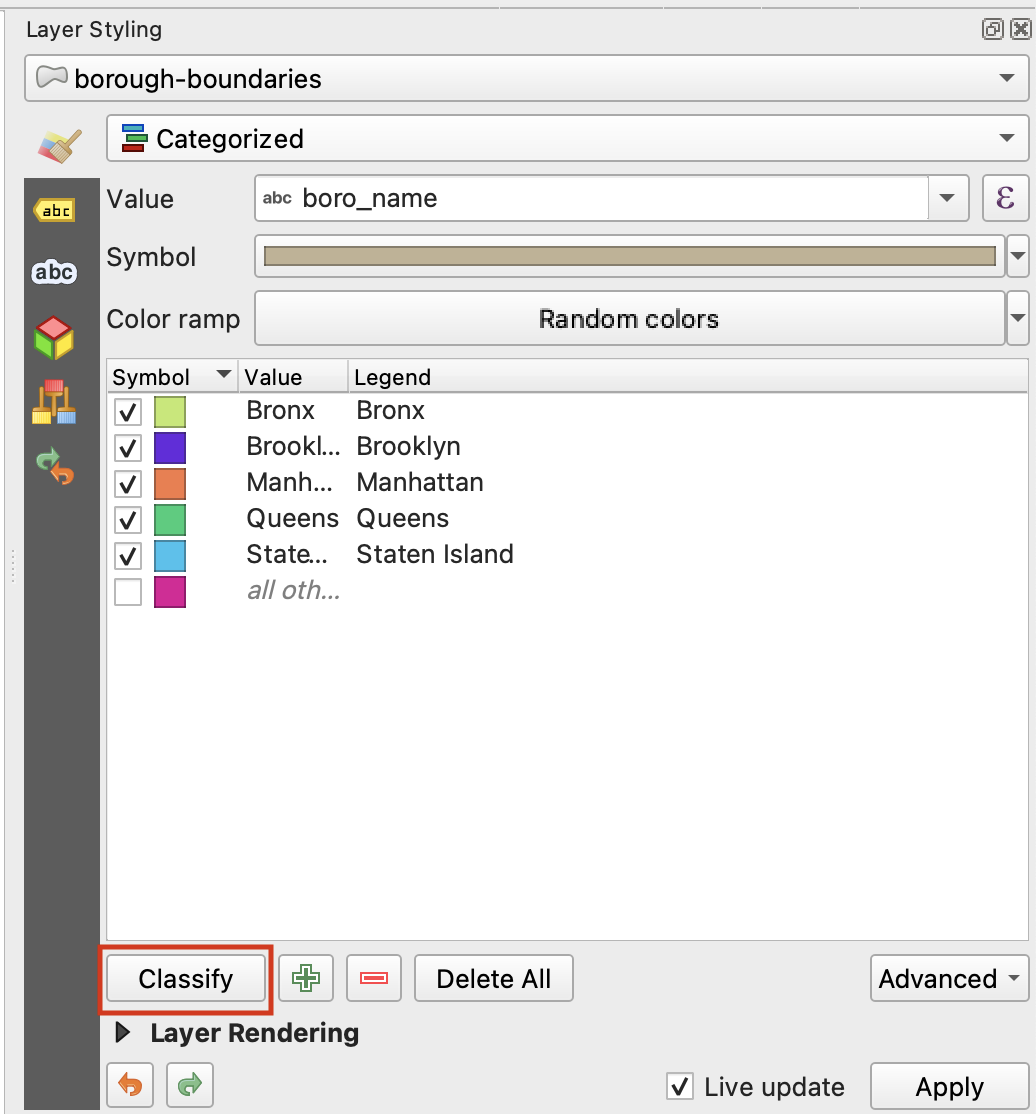 Layer Styling
borough-boundaries
Categorized
abc
Value abc boro_name ε
abc
Symbol
Color ramp Random colors
Symbol Value Legend
Bronx Bronx
Brookl... Brooklyn
Manh... Manhattan
Queens Queens
State... Staten Island
all oth...
Classify Delete All Advanced
Layer Rendering
Live update Apply